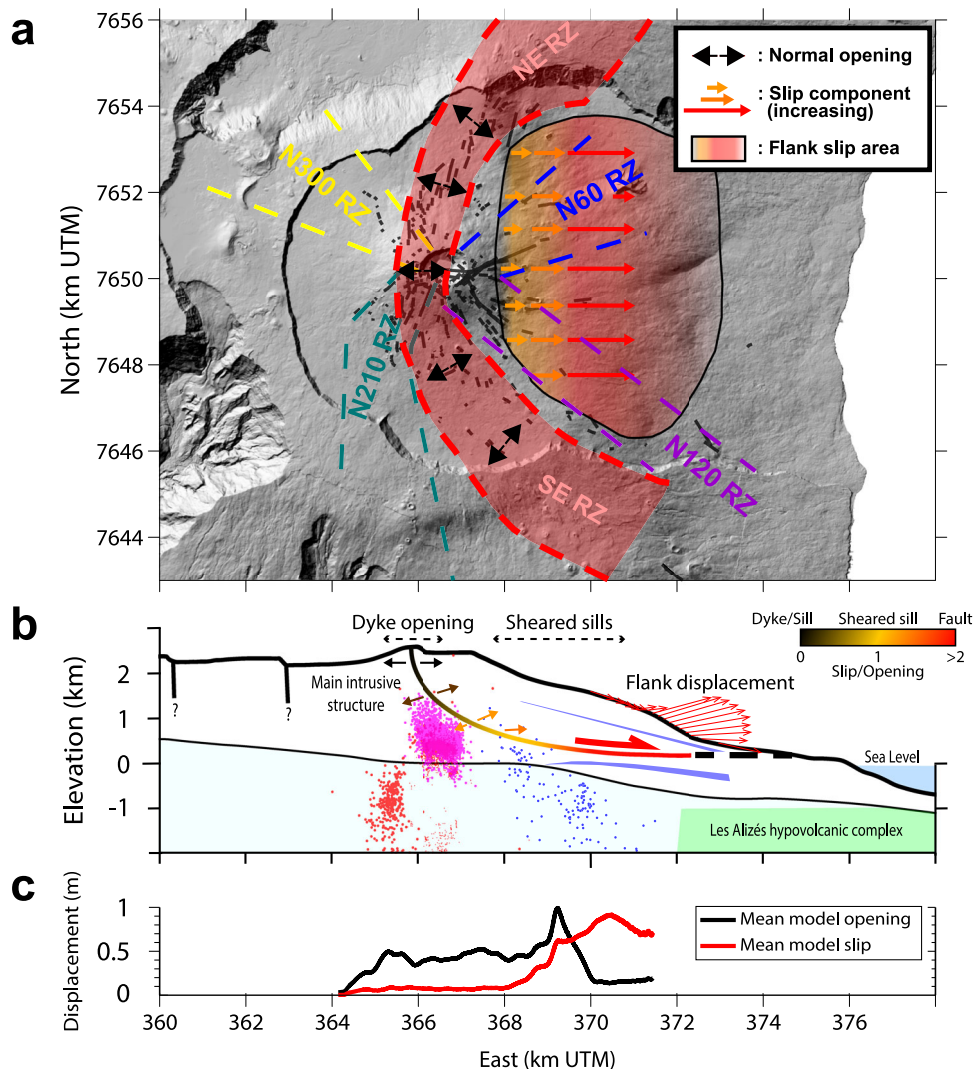 a
7656
7654
7652
7650
7648
7646
7644
North (km UTM)
NE RZ
N300 RZ
N60 RZ
N210 RZ
N120 RZ
SE RZ
: Normal opening
: Slip component
(increasing)
: Flank slip area
b
Dyke opening
Sheared sills
Dyke/Sill
Sheared sill
Fault
0
1
>2
Slip/Opening
Main intrusive
structure
Flank displacement
Sea Level
Les Alizés hypovolcanic complex
?
?
Elevation (km)
2
1
0
-1
c
Displacement (m)
1
0.5
0
Mean model opening
Mean model slip
360
362
364
366
368
370
372
374
376
East (km UTM)